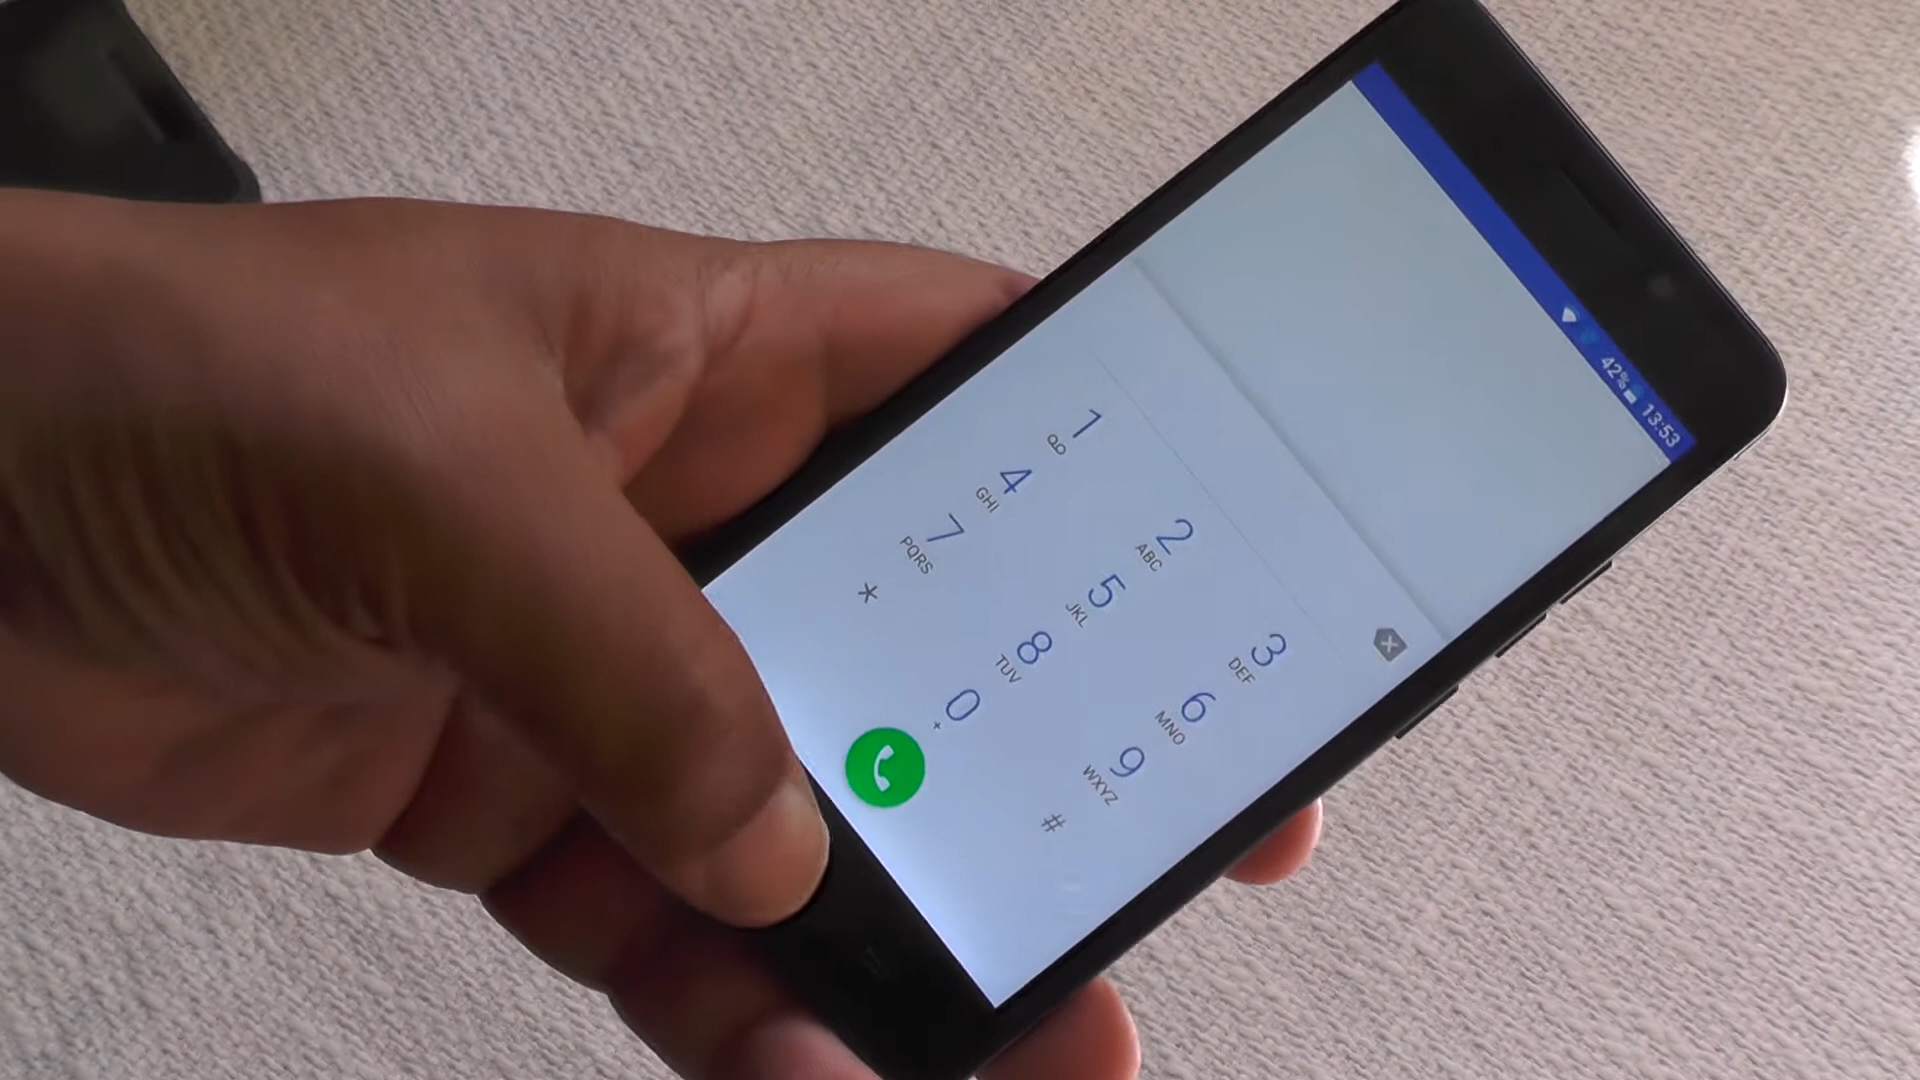 42% 13:53
1 2 ABC 3 DEF
4 GHI 5 JKL 6 MNO
7 PQRS 8 TUV 9 WXYZ
* 0 + #